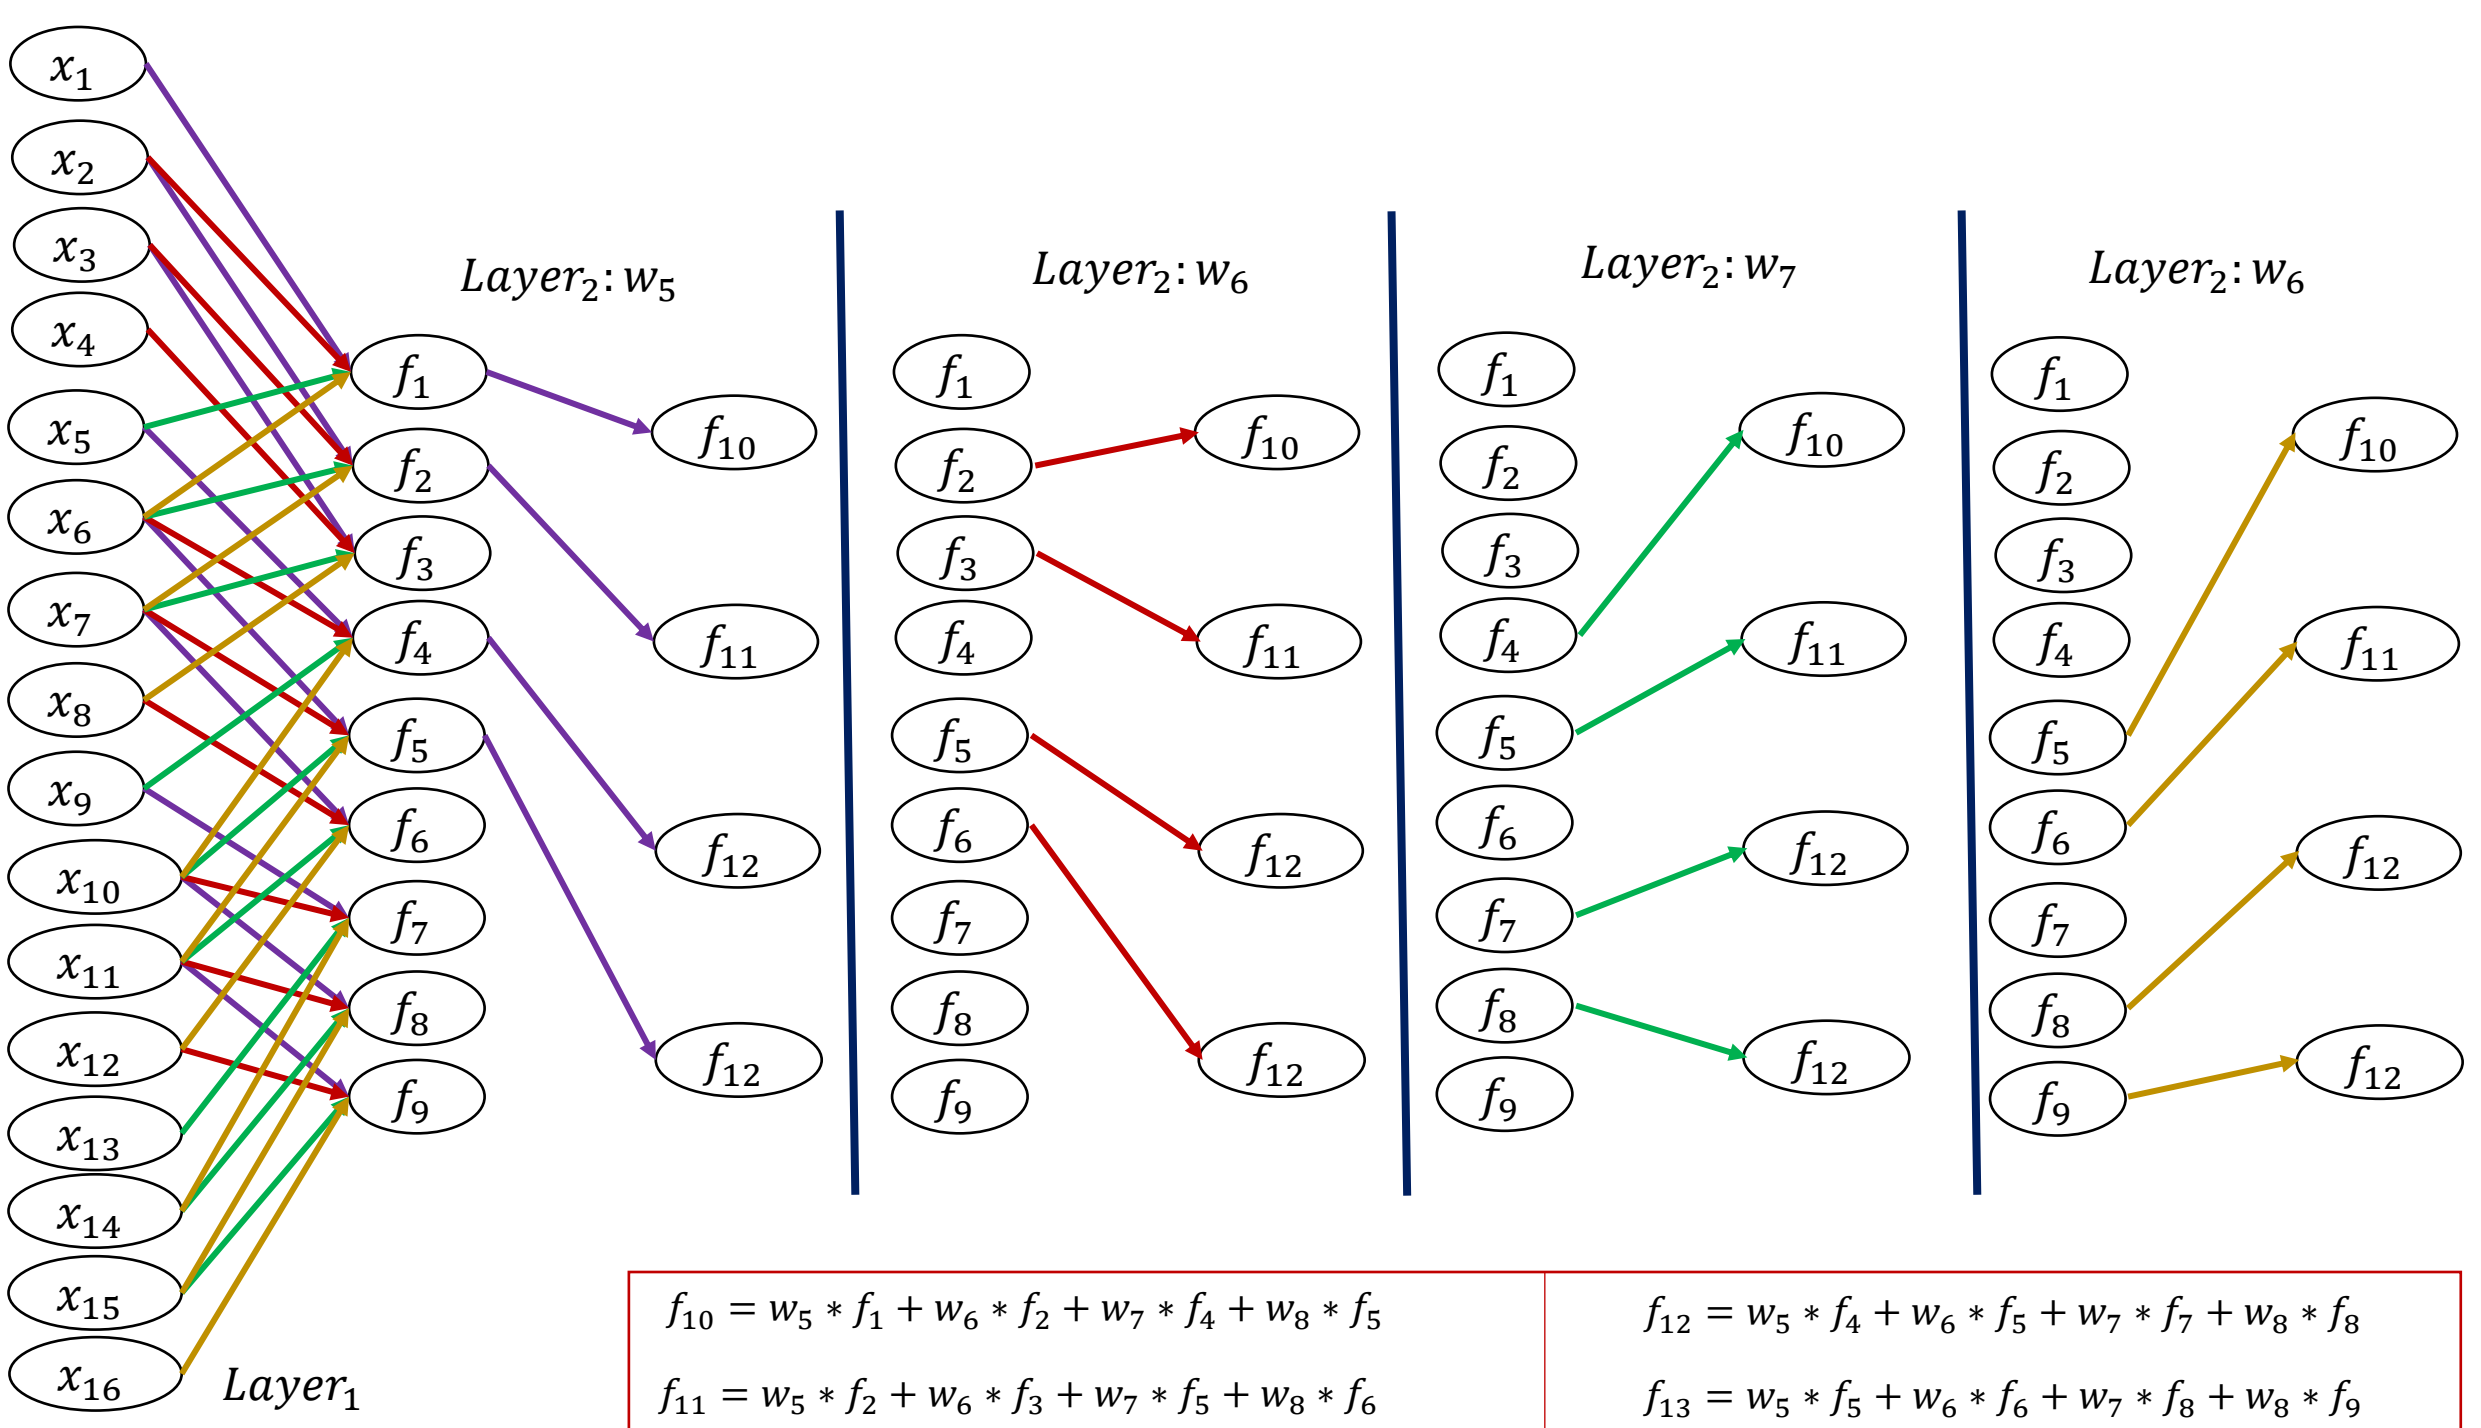 x₁
x₂
x₃
x₄
x₅
x₆
x₇
x₈
x₉
x₁₀
x₁₁
x₁₂
x₁₃
x₁₄
x₁₅
x₁₆
Layer₁
f₁
f₂
f₃
f₄
f₅
f₆
f₇
f₈
f₉
Layer₂: w₅
f₁₀
f₁₁
f₁₂
f₁₂
Layer₂: w₆
f₁
f₂
f₃
f₄
f₅
f₆
f₇
f₈
f₉
f₁₀
f₁₁
f₁₂
f₁₂
Layer₂: w₇
f₁
f₂
f₃
f₄
f₅
f₆
f₇
f₈
f₉
f₁₀
f₁₁
f₁₂
f₁₂
Layer₂: w₆
f₁
f₂
f₃
f₄
f₅
f₆
f₇
f₈
f₉
f₁₀
f₁₁
f₁₂
f₁₂
f₁₀ = w₅ ∗ f₁ + w₆ ∗ f₂ + w₇ ∗ f₄ + w₈ ∗ f₅
f₁₁ = w₅ ∗ f₂ + w₆ ∗ f₃ + w₇ ∗ f₅ + w₈ ∗ f₆
f₁₂ = w₅ ∗ f₄ + w₆ ∗ f₅ + w₇ ∗ f₇ + w₈ ∗ f₈
f₁₃ = w₅ ∗ f₅ + w₆ ∗ f₆ + w₇ ∗ f₈ + w₈ ∗ f₉